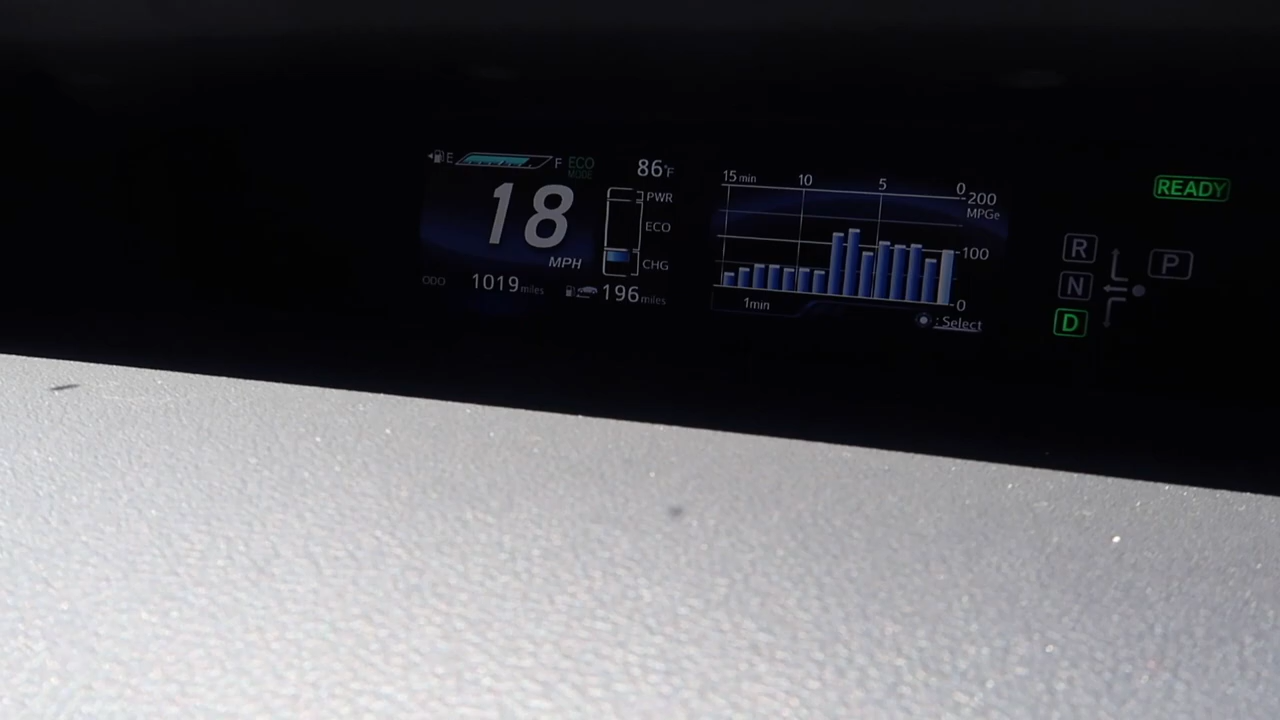 E F ECO MODE 86°F
18 MPH
PWR
ECO
CHG
ODO 1019 miles 196 miles
15 min 10 5 0
200
MPGe
100
0
1min
: Select
READY
R P
N
D